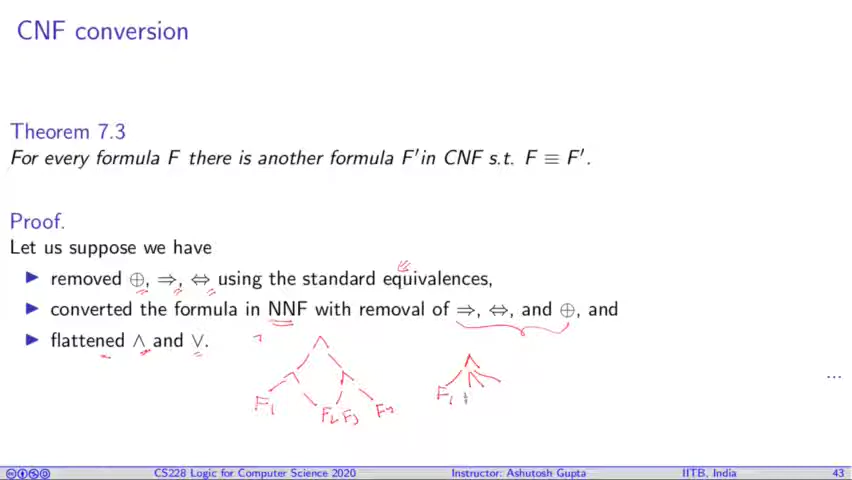 CNF conversion
Theorem 7.3
For every formula F there is another formula F′ in CNF s.t. F ≡ F′.
Proof.
Let us suppose we have
▶ removed ⊕, ⇒, ⇔ using the standard equivalences,
▶ converted the formula in NNF with removal of ⇒, ⇔, and ⊕, and
▶ flattened ∧ and ∨.
∧
∧ ∧ ∧
F1 F2 F3 F4 F1
...
CS228 Logic for Computer Science 2020 Instructor: Ashutosh Gupta IITB, India 43